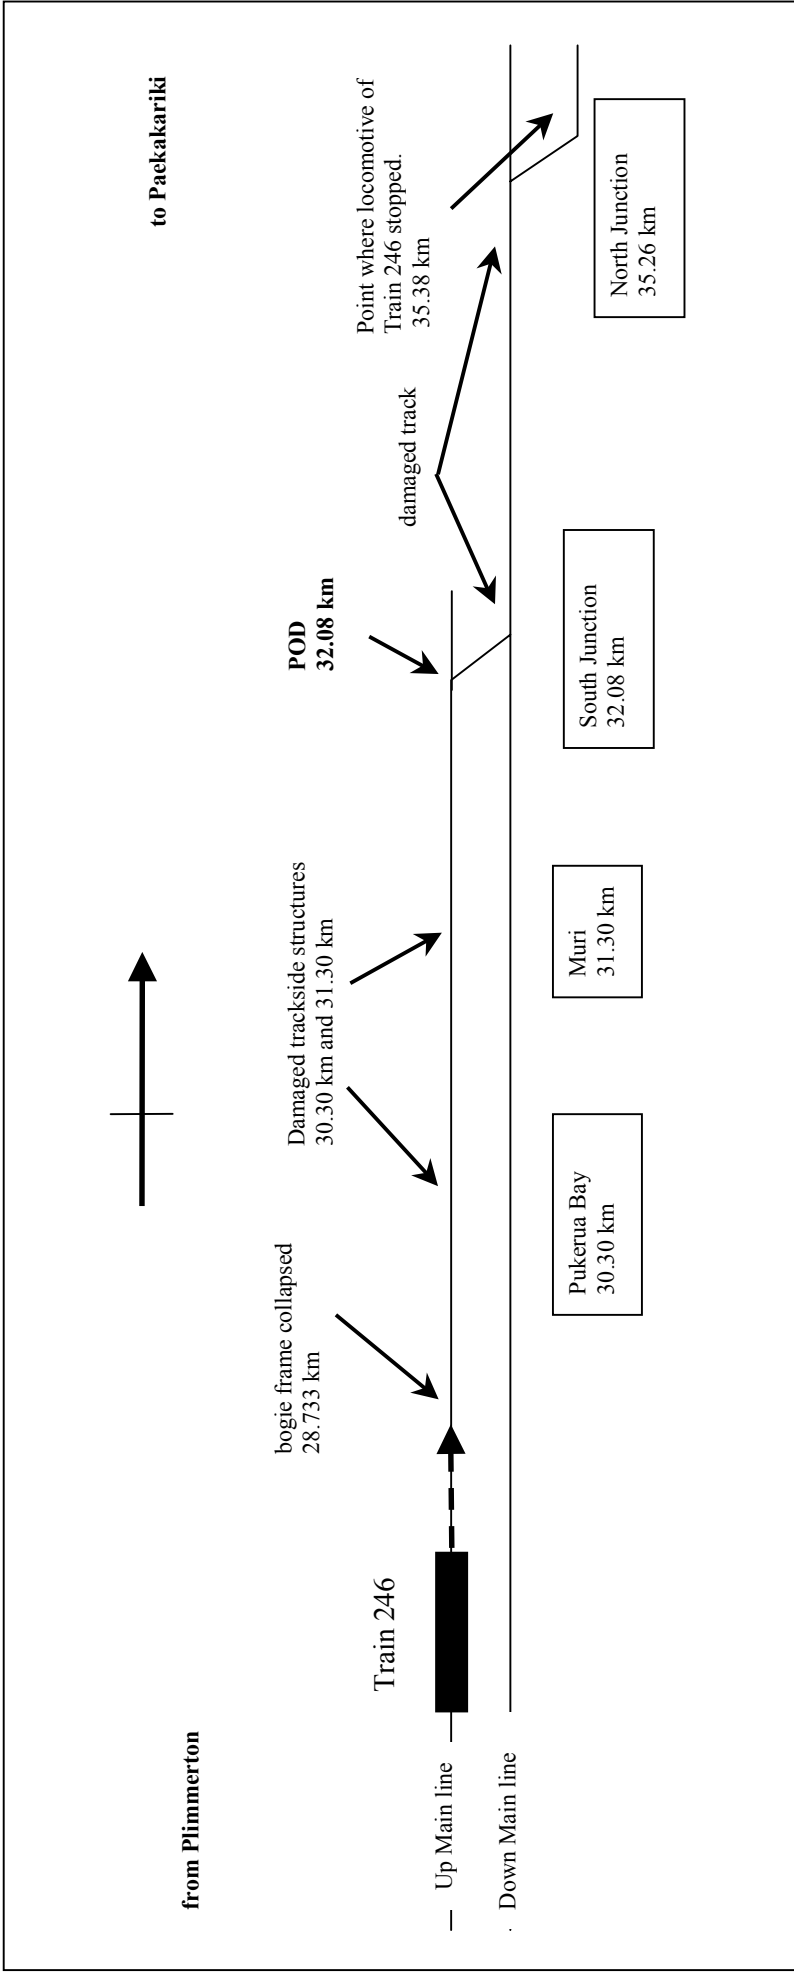 from Plimmerton
to Paekakariki
Train 246
Up Main line
Down Main line
bogie frame collapsed
28.733 km
Damaged trackside structures
30.30 km and 31.30 km
POD
32.08 km
damaged track
Point where locomotive of
Train 246 stopped.
35.38 km
Pukerua Bay
30.30 km
Muri
31.30 km
South Junction
32.08 km
North Junction
35.26 km